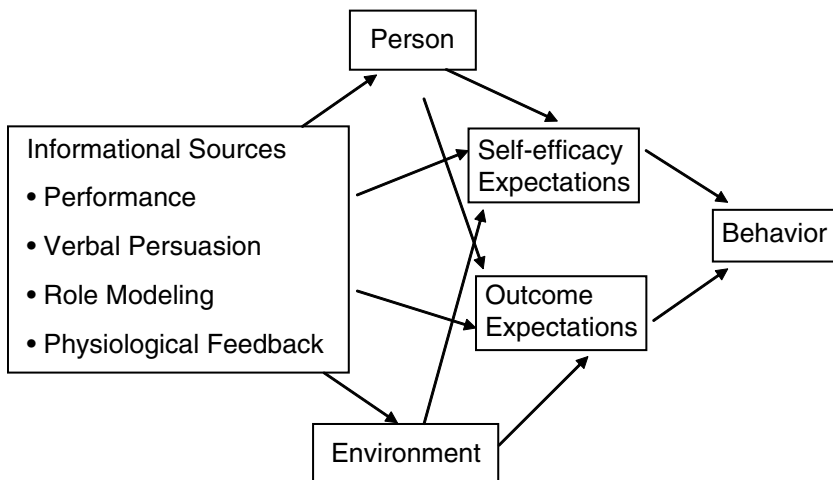 Person
Informational Sources
• Performance
• Verbal Persuasion
• Role Modeling
• Physiological Feedback
Self-efficacy
Expectations
Outcome
Expectations
Behavior
Environment